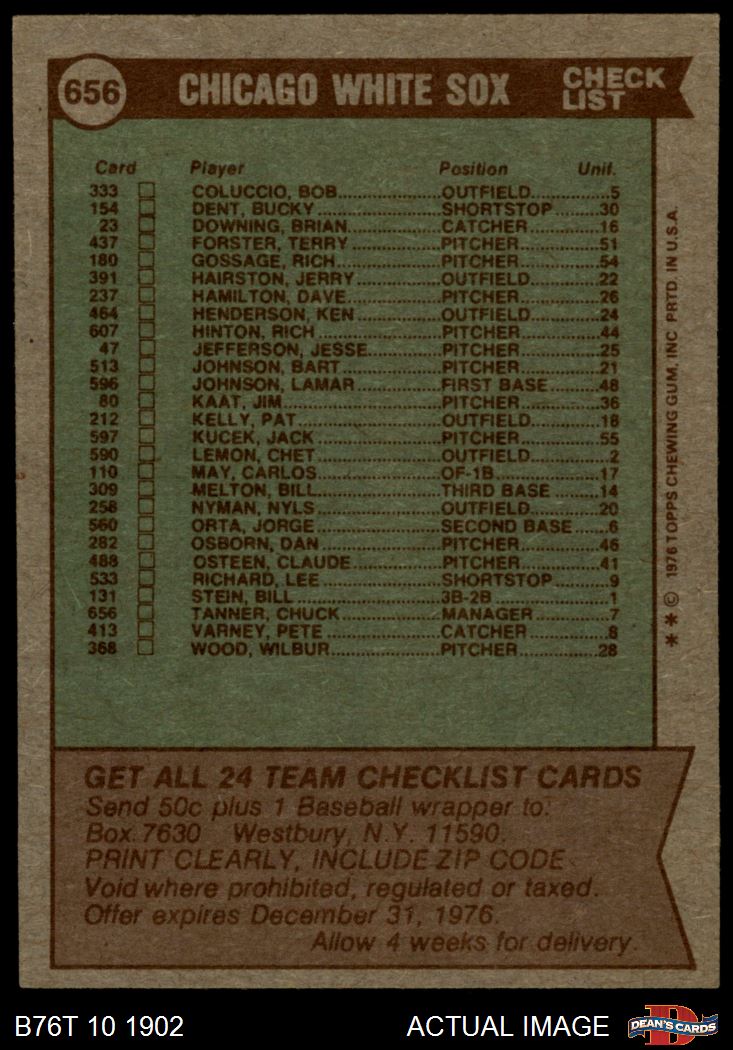 656 CHICAGO WHITE SOX CHECK LIST
Card Player Position Unif.
333 COLUCCIO, BOB OUTFIELD 5
154 DENT, BUCKY SHORTSTOP 30
23 DOWNING, BRIAN CATCHER 16
437 FORSTER, TERRY PITCHER 51
180 GOSSAGE, RICH PITCHER 54
391 HAIRSTON, JERRY OUTFIELD 22
237 HAMILTON, DAVE PITCHER 26
464 HENDERSON, KEN OUTFIELD 24
607 HINTON, RICH PITCHER 44
47 JEFFERSON, JESSE PITCHER 25
513 JOHNSON, BART PITCHER 21
596 JOHNSON, LAMAR FIRST BASE 48
80 KAAT, JIM PITCHER 36
212 KELLY, PAT OUTFIELD 18
597 KUCEK, JACK PITCHER 55
590 LEMON, CHET OUTFIELD 2
110 MAY, CARLOS OF-1B 17
309 MELTON, BILL THIRD BASE 14
258 NYMAN, NYLS OUTFIELD 20
560 ORTA, JORGE SECOND BASE 6
282 OSBORN, DAN PITCHER 46
488 OSTEEN, CLAUDE PITCHER 41
533 RICHARD, LEE SHORTSTOP 9
131 STEIN, BILL 3B-2B 1
656 TANNER, CHUCK MANAGER 7
413 VARNEY, PETE CATCHER 8
368 WOOD, WILBUR PITCHER 28
** © 1976 TOPPS CHEWING GUM, INC PRTD. IN U.S.A.
GET ALL 24 TEAM CHECKLIST CARDS
Send 50c plus 1 Baseball wrapper to:
Box 7630 Westbury, N.Y. 11590.
PRINT CLEARLY, INCLUDE ZIP CODE
Void where prohibited, regulated or taxed.
Offer expires December 31, 1976.
Allow 4 weeks for delivery.
B76T 10 1902 ACTUAL IMAGE DEAN'S CARDS